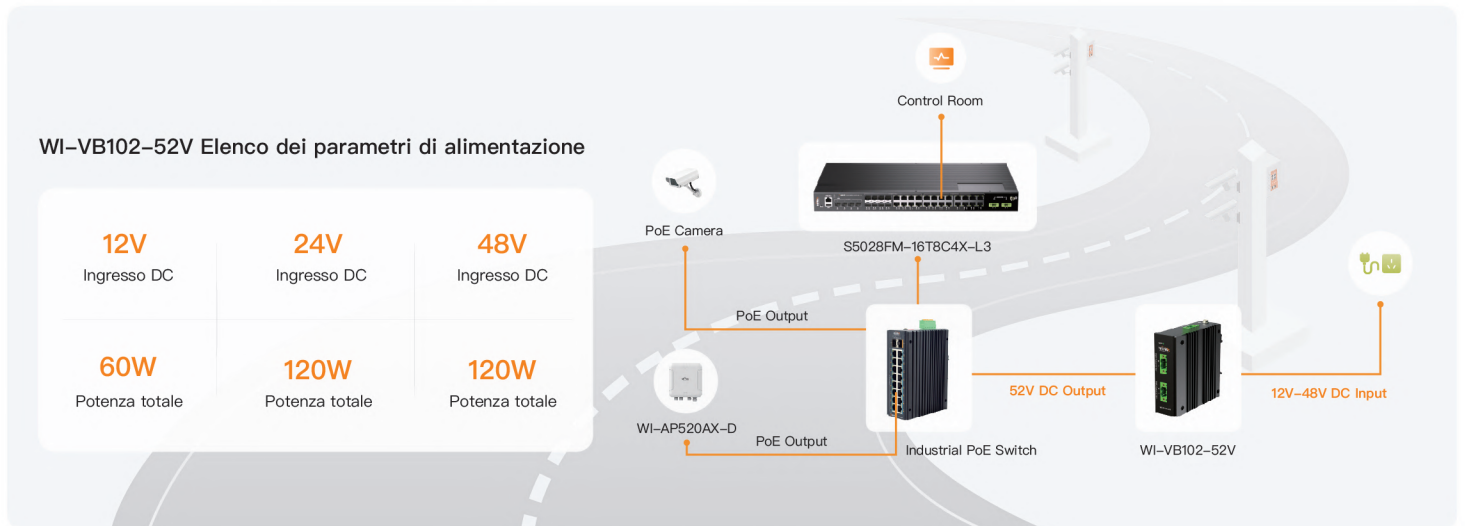 WI-VB102-52V Elenco dei parametri di alimentazione
12V
Ingresso DC
24V
Ingresso DC
48V
Ingresso DC
60W
Potenza totale
120W
Potenza totale
120W
Potenza totale
Control Room
S5028FM-16T8C4X-L3
PoE Camera
PoE Output
WI-AP520AX-D
PoE Output
Industrial PoE Switch
52V DC Output
WI-VB102-52V
12V-48V DC Input